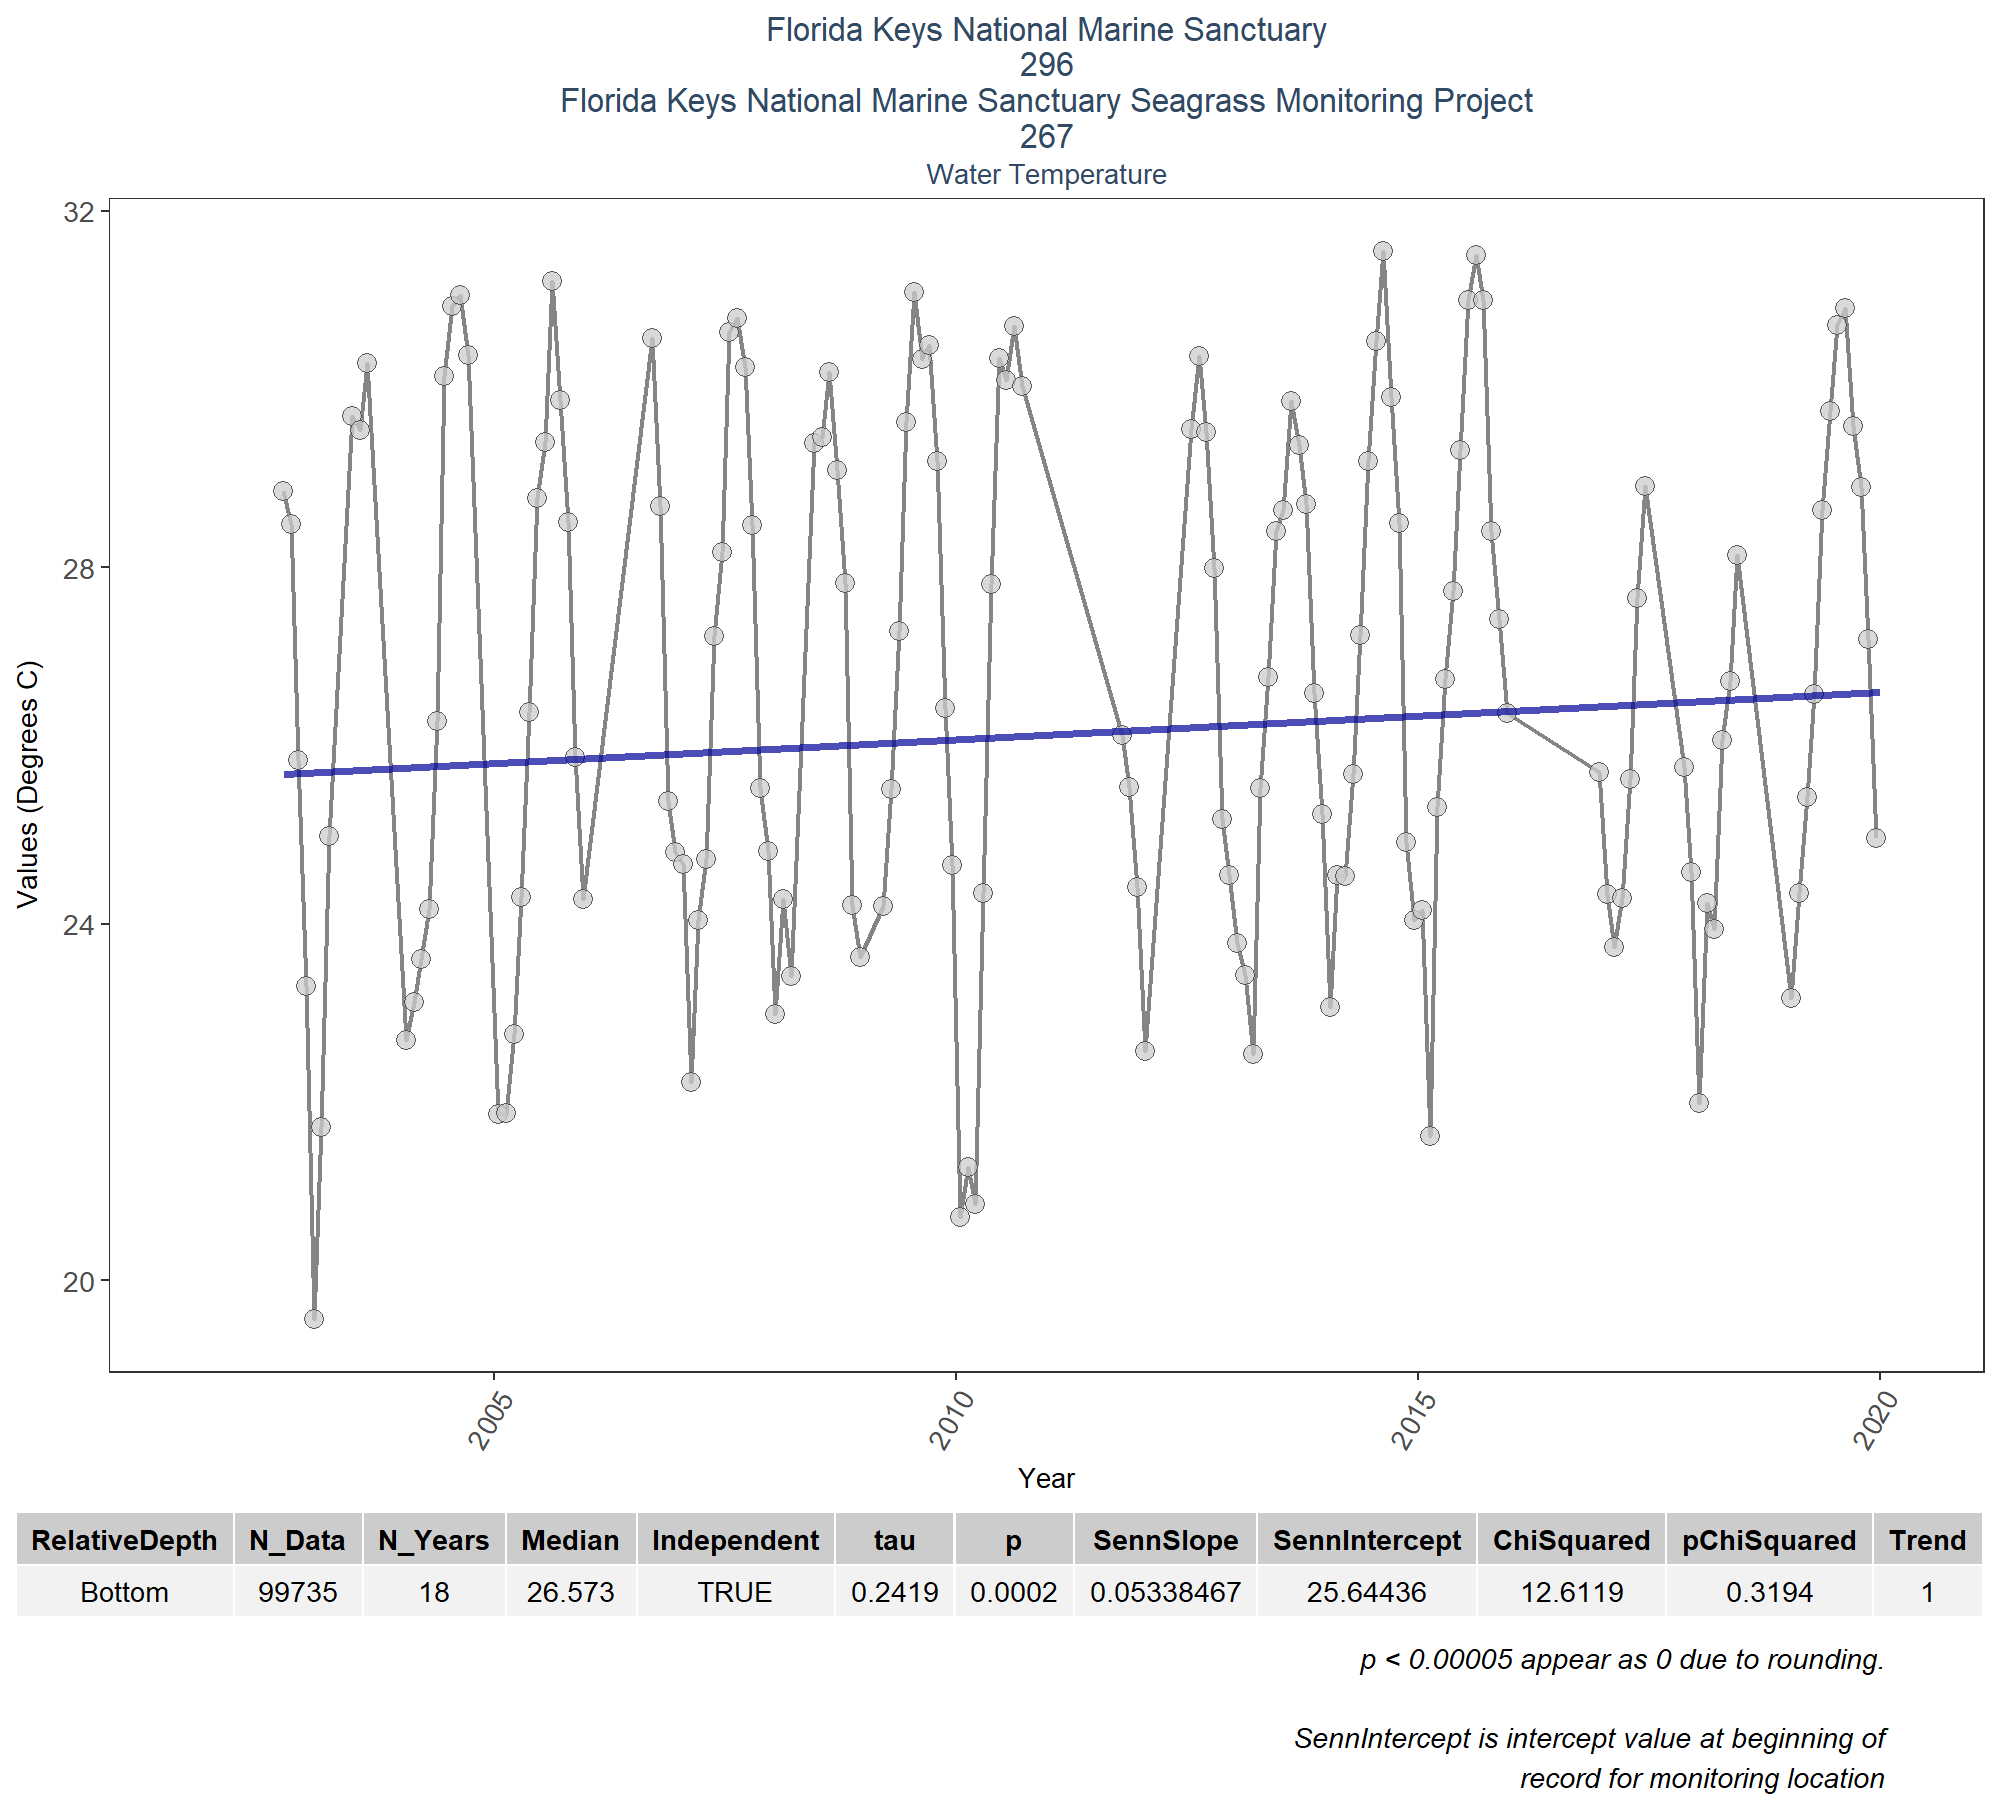 Florida Keys National Marine Sanctuary
296
Florida Keys National Marine Sanctuary Seagrass Monitoring Project
267
Water Temperature
32
28
24
20
Values (Degrees C)
2005
2010
2015
2020
Year
RelativeDepth N_Data N_Years Median Independent tau p SennSlope SennIntercept ChiSquared pChiSquared Trend
Bottom 99735 18 26.573 TRUE 0.2419 0.0002 0.05338467 25.64436 12.6119 0.3194 1
p < 0.00005 appear as 0 due to rounding.
SennIntercept is intercept value at beginning of
record for monitoring location